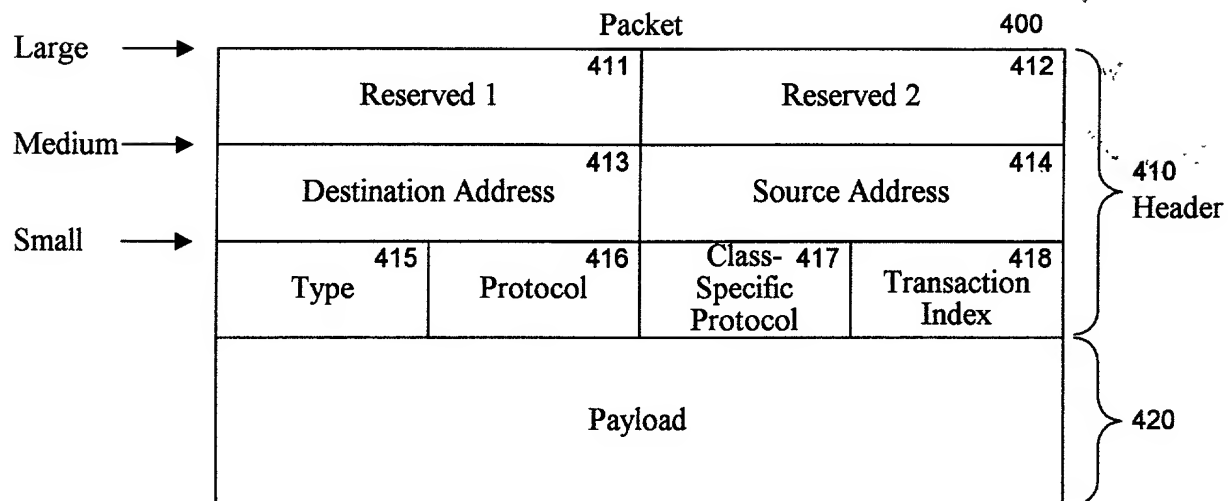 Packet 400
Large
411 412
Reserved 1 Reserved 2
Medium
413 414 410
Destination Address Source Address Header
Small
415 416 Class- 417 418
Type Protocol Specific Transaction
Protocol Index
Payload 420